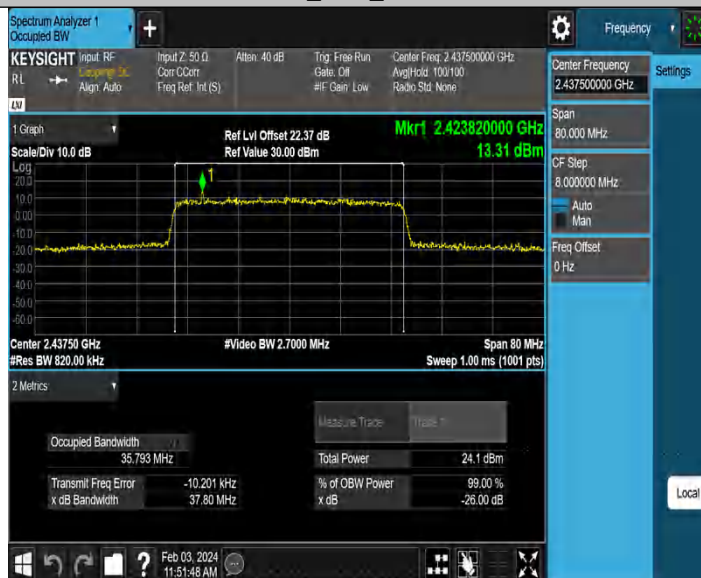 Spectrum Analyzer 1
Occupied BW
+
Frequency
KEYSIGHT
Input: RF
Coupling: DC
Align: Auto
RL
LXI
Input Z: 50 Ω
Corr CCorr
Freq Ref: Int (S)
Atten: 40 dB
Trig: Free Run
Gate: Off
#IF Gain: Low
Center Freq: 2.437500000 GHz
Avg|Hold: 100/100
Radio Std: None
Center Frequency
2.437500000 GHz
Settings
Span
80.000 MHz
CF Step
8.000000 MHz
Auto
Man
Freq Offset
0 Hz
Local
1 Graph
Scale/Div 10.0 dB
Ref Lvl Offset 22.37 dB
Ref Value 30.00 dBm
Mkr1 2.423820000 GHz
13.31 dBm
Log
20.0
10.0
0.00
-10.0
-20.0
-30.0
-40.0
-50.0
-60.0
1
Center 2.43750 GHz
#Res BW 820.00 kHz
#Video BW 2.7000 MHz
Span 80 MHz
Sweep 1.00 ms (1001 pts)
2 Metrics
Measure Trace
Trace 1
Occupied Bandwidth
35.793 MHz
Total Power
24.1 dBm
Transmit Freq Error
-10.201 kHz
% of OBW Power
99.00 %
x dB Bandwidth
37.80 MHz
x dB
-26.00 dB
?
Feb 03, 2024
11:51:48 AM